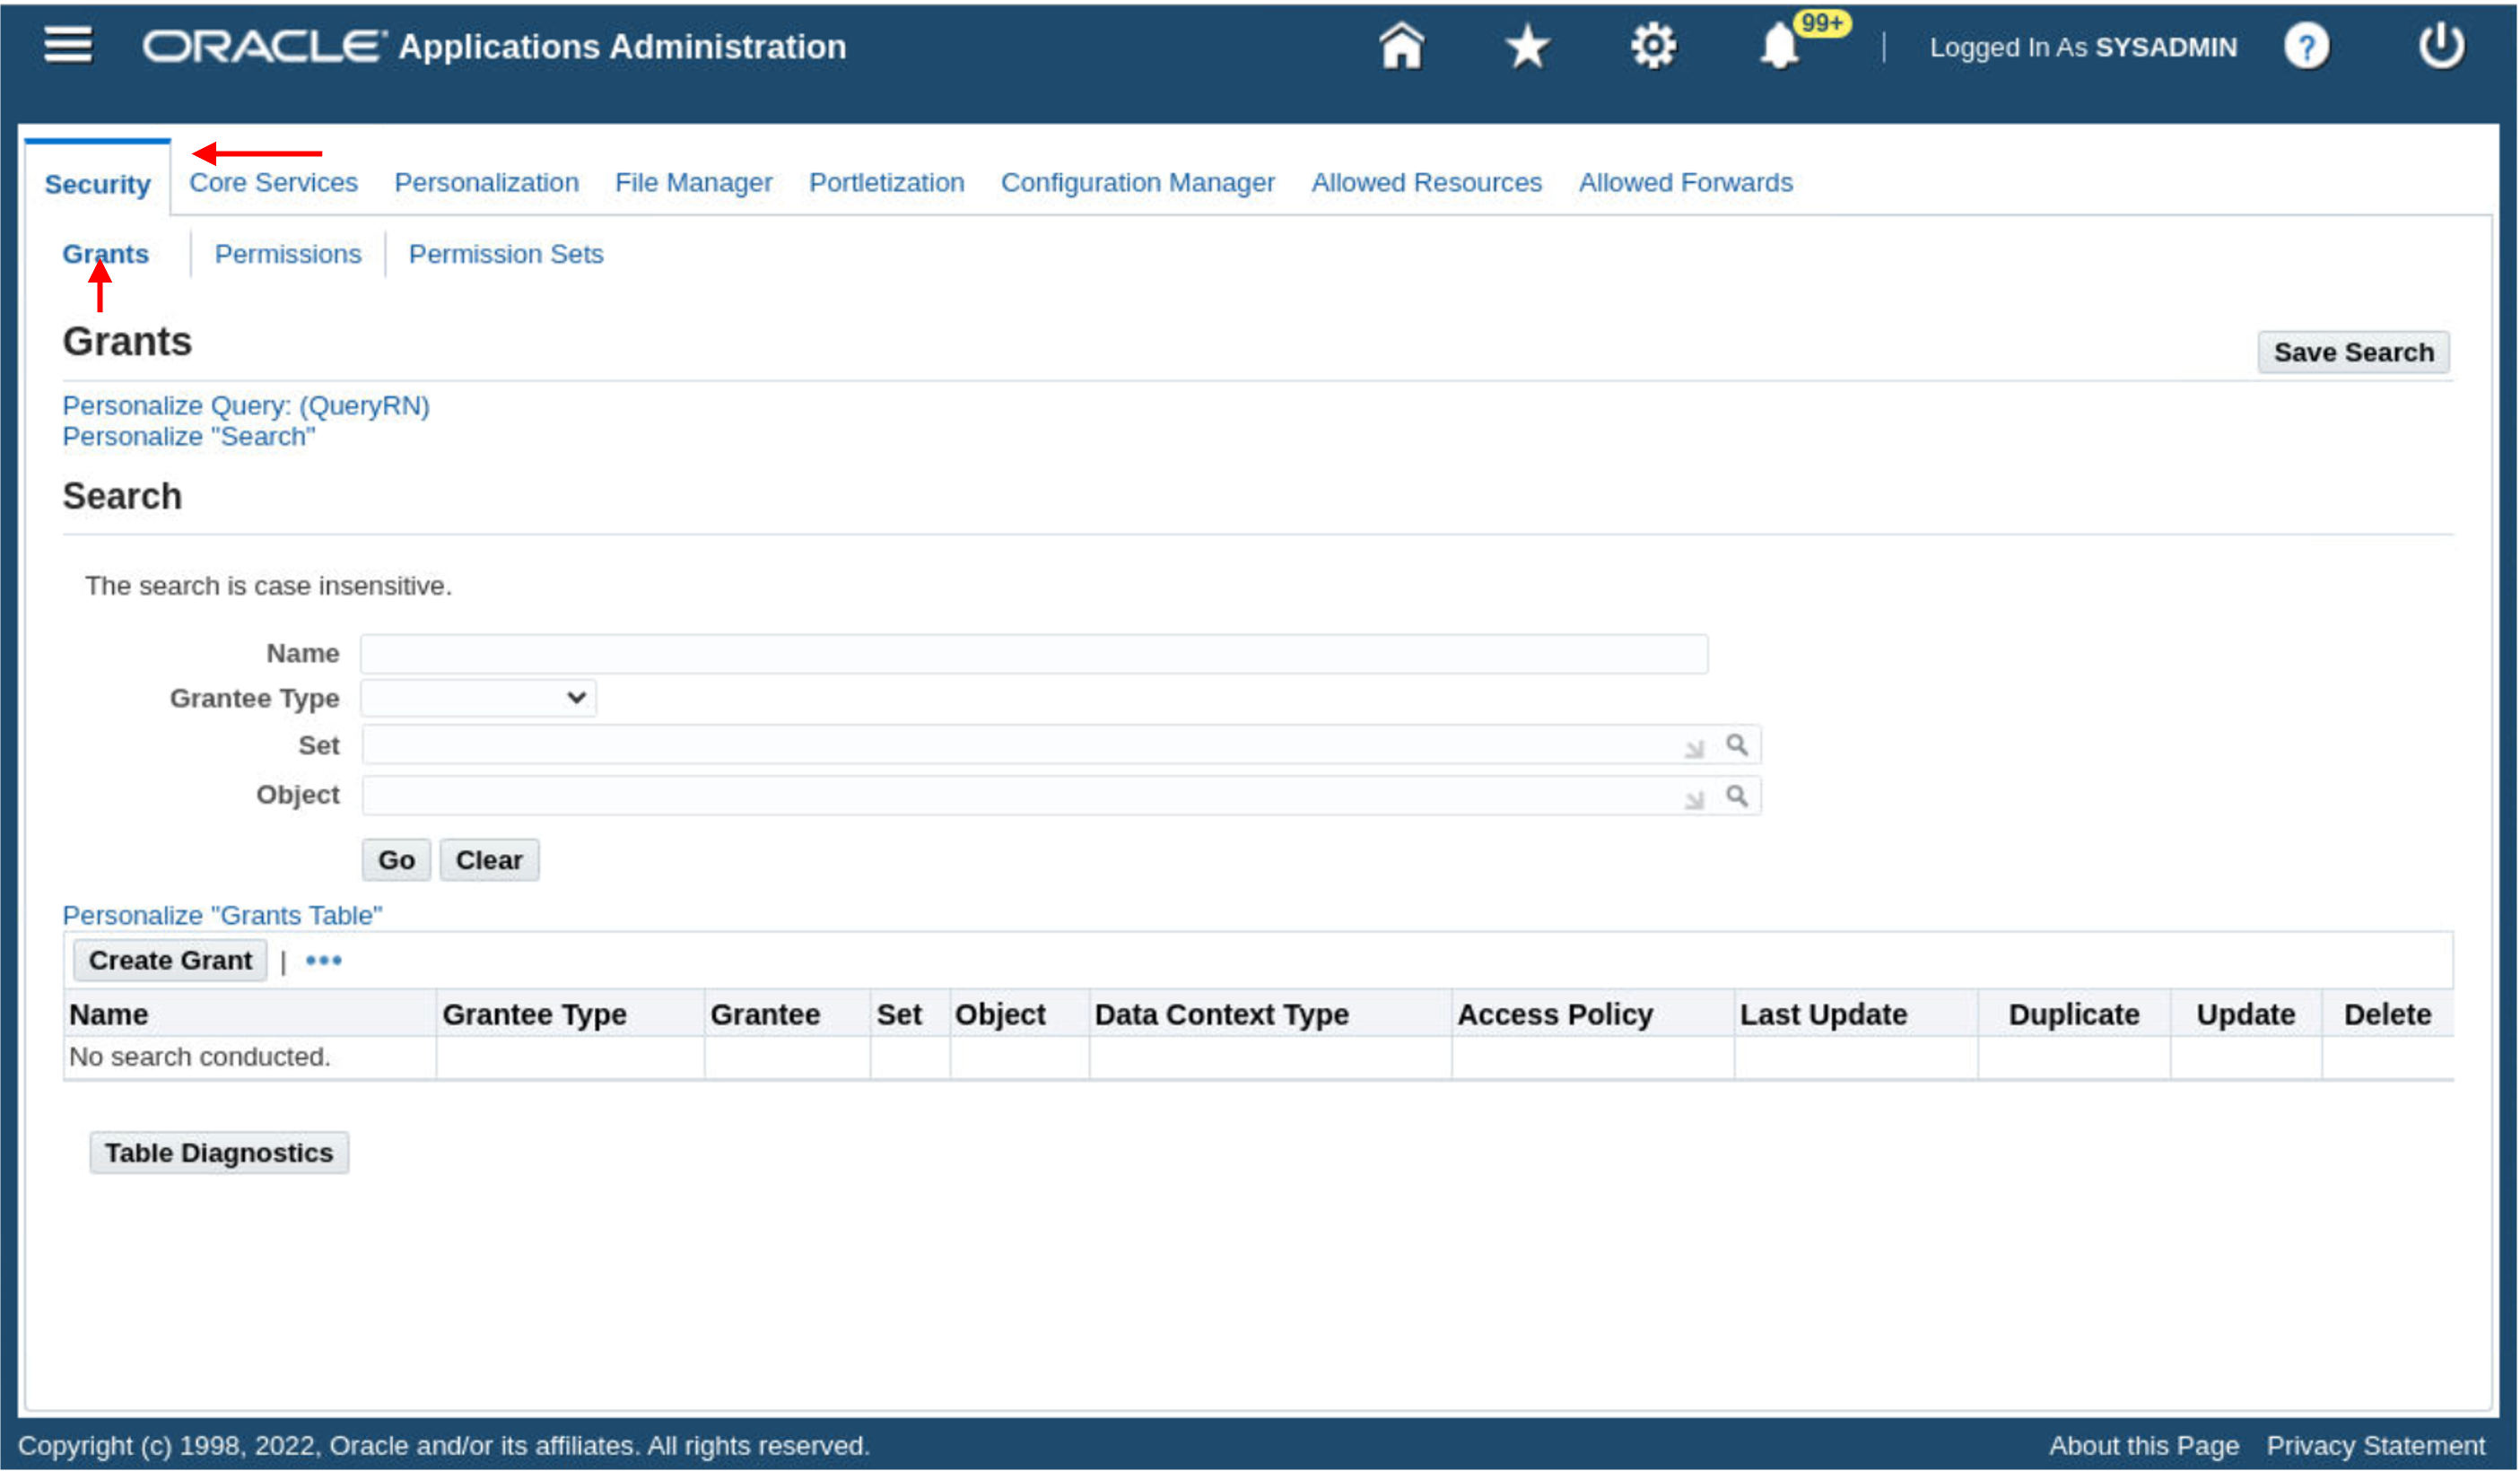 ORACLE Applications Administration 99+ | Logged In As SYSADMIN ?
Security Core Services Personalization File Manager Portletization Configuration Manager Allowed Resources Allowed Forwards
Grants Permissions Permission Sets
Grants Save Search
Personalize Query: (QueryRN)
Personalize "Search"
Search
The search is case insensitive.
Name
Grantee Type
Set
Object
Go Clear
Personalize "Grants Table"
Create Grant | •••
Name Grantee Type Grantee Set Object Data Context Type Access Policy Last Update Duplicate Update Delete
No search conducted.
Table Diagnostics
Copyright (c) 1998, 2022, Oracle and/or its affiliates. All rights reserved. About this Page Privacy Statement